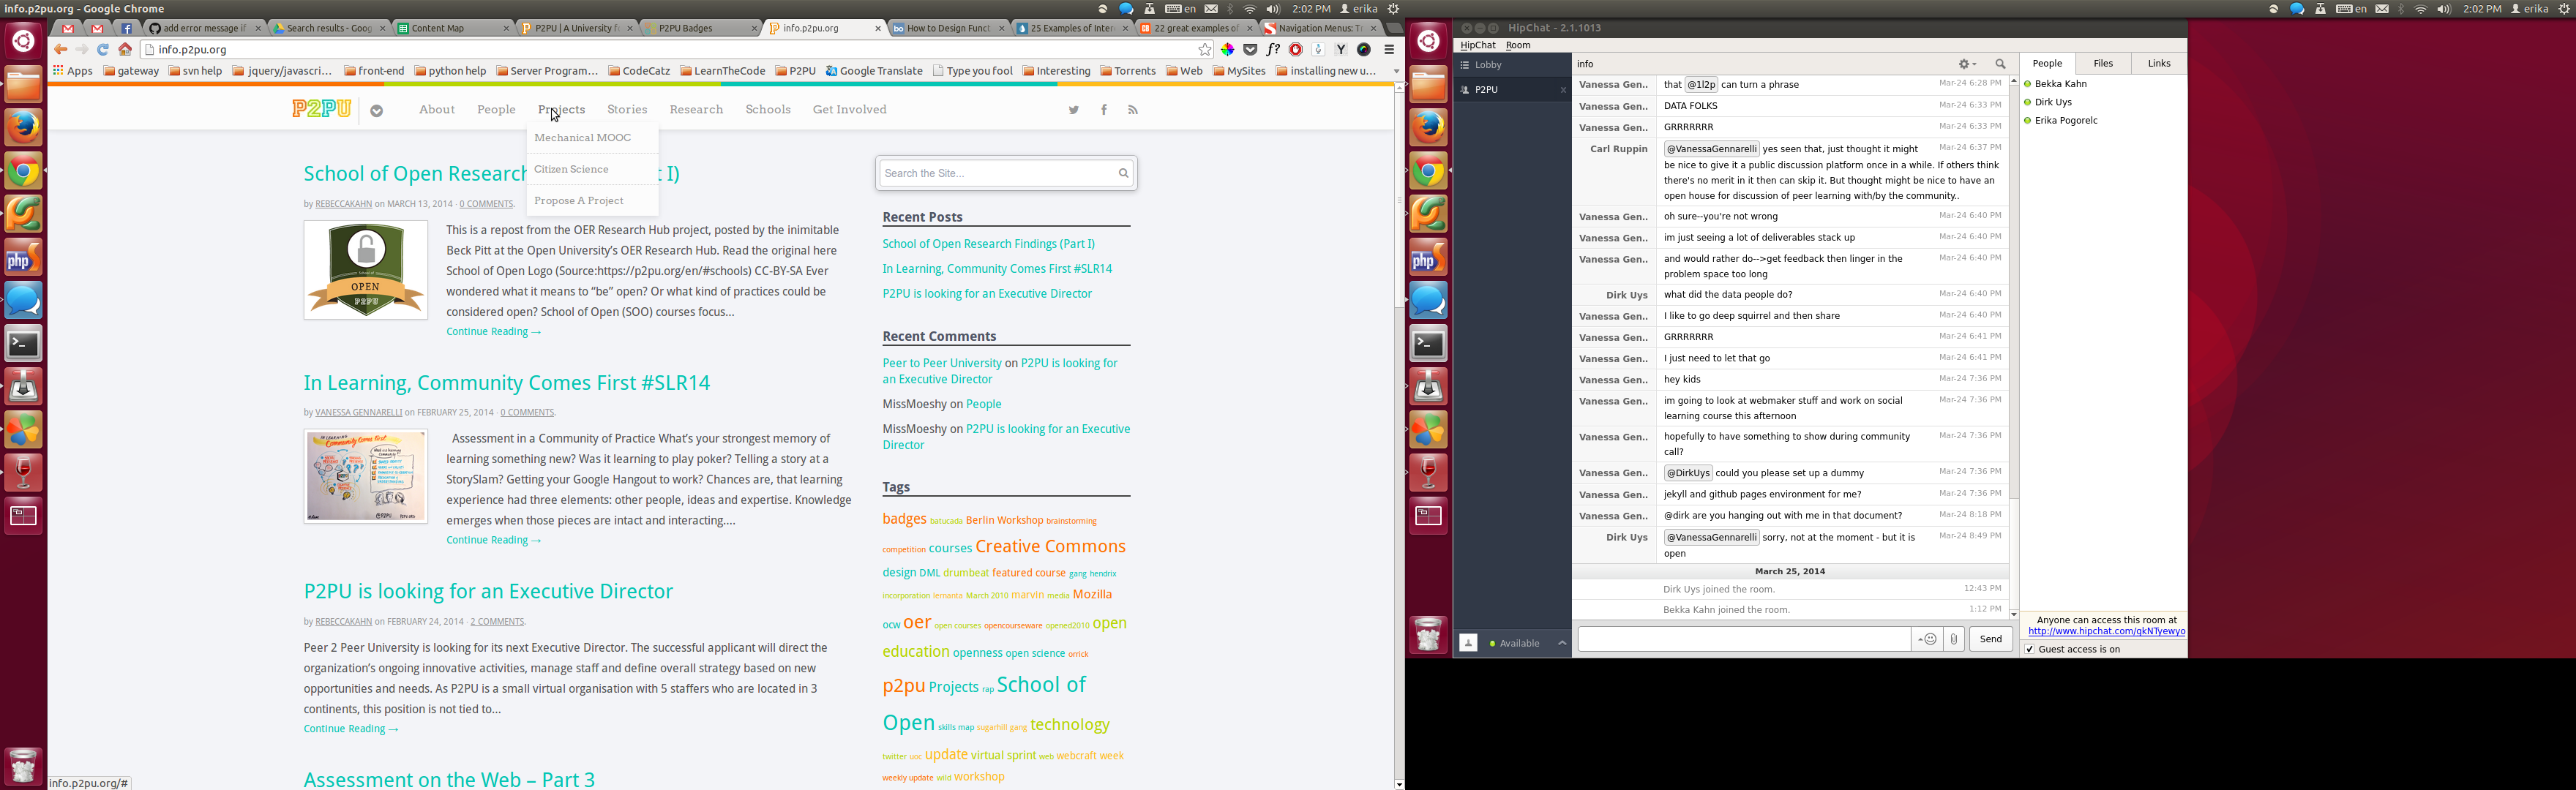 info.p2pu.org - Google Chrome
en
2:02 PM
erika
add error message if
Search results - Goog
Content Map
P2PU | A University f
P2PU Badges
info.p2pu.org
How to Design Funct
25 Examples of Inter
22 great examples of
Navigation Menus: Tr
info.p2pu.org
Apps
gateway
svn help
jquery/javascri...
front-end
python help
Server Program...
CodeCatz
LearnTheCode
P2PU
Google Translate
Type you fool
Interesting
Torrents
Web
MySites
installing new u...
P2PU
About
People
Projects
Stories
Research
Schools
Get Involved
Mechanical MOOC
Citizen Science
Propose A Project
School of Open Research
t I)
by REBECCAKAHN on MARCH 13, 2014 · 0 COMMENTS.
OPEN
P2PU
This is a repost from the OER Research Hub project, posted by the inimitable
Beck Pitt at the Open University's OER Research Hub. Read the original here
School of Open Logo (Source:https://p2pu.org/en/#schools) CC-BY-SA Ever
wondered what it means to “be” open? Or what kind of practices could be
considered open? School of Open (SOO) courses focus...
Continue Reading →
In Learning, Community Comes First #SLR14
by VANESSA GENNARELLI on FEBRUARY 25, 2014 · 0 COMMENTS.
Assessment in a Community of Practice What's your strongest memory of
learning something new? Was it learning to play poker? Telling a story at a
StorySlam? Getting your Google Hangout to work? Chances are, that learning
experience had three elements: other people, ideas and expertise. Knowledge
emerges when those pieces are intact and interacting....
Continue Reading →
P2PU is looking for an Executive Director
by REBECCAKAHN on FEBRUARY 24, 2014 · 2 COMMENTS.
Peer 2 Peer University is looking for its next Executive Director. The successful applicant will direct the
organization's ongoing innovative activities, manage staff and define overall strategy based on new
opportunities and needs. As P2PU is a small virtual organisation with 5 staffers who are located in 3
continents, this position is not tied to...
Continue Reading →
Assessment on the Web – Part 3
info.p2pu.org/#
Search the Site...
Recent Posts
School of Open Research Findings (Part I)
In Learning, Community Comes First #SLR14
P2PU is looking for an Executive Director
Recent Comments
Peer to Peer University on P2PU is looking for
an Executive Director
MissMoeshy on People
MissMoeshy on P2PU is looking for an Executive
Director
Tags
badges batucada Berlin Workshop brainstorming
competition courses Creative Commons
design DML drumbeat featured course gang hendrix
incorporation lernanta March 2010 marvin media Mozilla
ocw oer open courses opencourseware opened2010 open
education openness open science orrick
p2pu Projects rap School of
Open skills map sugarhill gang technology
twitter uoc update virtual sprint web webcraft week
weekly update wild workshop
en
2:02 PM
erika
HipChat - 2.1.1013
HipChat Room
Lobby
P2PU
x
Available
info
Vanessa Gen.. that @1l2p can turn a phrase Mar-24 6:28 PM
Vanessa Gen.. DATA FOLKS Mar-24 6:33 PM
Vanessa Gen.. GRRRRRRR Mar-24 6:33 PM
Carl Ruppin @VanessaGennarelli yes seen that, just thought it might Mar-24 6:37 PM
be nice to give it a public discussion platform once in a while. If others think
there's no merit in it then can skip it. But thought might be nice to have an
open house for discussion of peer learning with/by the community..
Vanessa Gen.. oh sure--you're not wrong Mar-24 6:40 PM
Vanessa Gen.. im just seeing a lot of deliverables stack up Mar-24 6:40 PM
Vanessa Gen.. and would rather do-->get feedback then linger in the Mar-24 6:40 PM
problem space too long
Dirk Uys what did the data people do? Mar-24 6:40 PM
Vanessa Gen.. I like to go deep squirrel and then share Mar-24 6:40 PM
Vanessa Gen.. GRRRRRRR Mar-24 6:41 PM
Vanessa Gen.. I just need to let that go Mar-24 6:41 PM
Vanessa Gen.. hey kids Mar-24 7:36 PM
Vanessa Gen.. im going to look at webmaker stuff and work on social Mar-24 7:36 PM
learning course this afternoon
Vanessa Gen.. hopefully to have something to show during community Mar-24 7:36 PM
call?
Vanessa Gen.. @DirkUys could you please set up a dummy Mar-24 7:36 PM
Vanessa Gen.. jekyll and github pages environment for me? Mar-24 7:36 PM
Vanessa Gen.. @dirk are you hanging out with me in that document? Mar-24 8:18 PM
Dirk Uys @VanessaGennarelli sorry, not at the moment - but it is Mar-24 8:49 PM
open
March 25, 2014
Dirk Uys joined the room. 12:43 PM
Bekka Kahn joined the room. 1:12 PM
Send
People
Files
Links
Bekka Kahn
Dirk Uys
Erika Pogorelc
Anyone can access this room at
http://www.hipchat.com/gkNTyewyo
Guest access is on
en
2:02 PM
erika